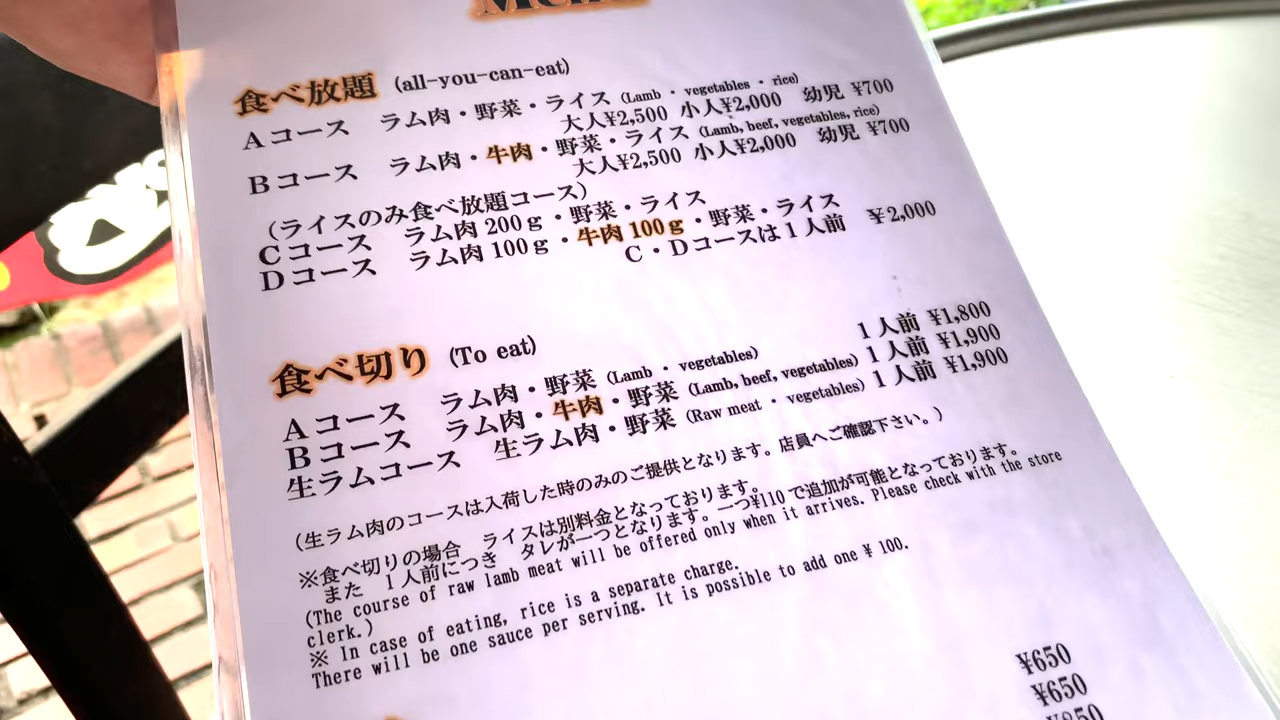 Menu
食べ放題 (all-you-can-eat)
Aコース ラム肉・野菜・ライス (Lamb ・ vegetables ・ rice)
大人¥2,500 小人¥2,000 幼児 ¥700
Bコース ラム肉・牛肉・野菜・ライス (Lamb, beef, vegetables, rice)
大人¥2,500 小人¥2,000 幼児 ¥700
(ライスのみ食べ放題コース)
Cコース ラム肉 200g・野菜・ライス
Dコース ラム肉 100g・牛肉 100g・野菜・ライス
C・Dコースは1人前 ¥2,000
食べ切り (To eat)
Aコース ラム肉・野菜 (Lamb ・ vegetables) 1人前 ¥1,800
Bコース ラム肉・牛肉・野菜 (Lamb, beef, vegetables) 1人前 ¥1,900
生ラムコース 生ラム肉・野菜 (Raw meat ・ vegetables) 1人前 ¥1,900
(生ラム肉のコースは入荷した時のみのご提供となります。店員へご確認下さい。)
※食べ切りの場合 ライスは別料金となっております。
また 1人前につき タレが一つとなります。一つ¥110で追加が可能となっております。
(The course of raw lamb meat will be offered only when it arrives. Please check with the store
clerk.)
※ In case of eating, rice is a separate charge.
There will be one sauce per serving. It is possible to add one ¥ 100.
¥650
¥650